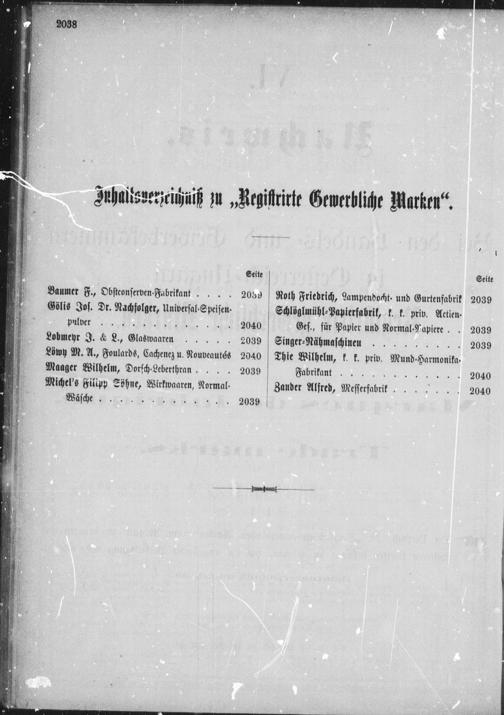 2038
Inhaltsverzeichniß zu „Registrirte Gewerbliche Marken“.
Seite
Baumer F., Obstconserven-Fabrikant . . . . 2039
Gölis Jos. Dr. Nachfolger, Universal-Speisen-
pulver . . . . . . . . . . . . 2040
Lobmeyr J. & L., Glaswaaren . . . . . . 2039
Löwy M. A., Foulards, Cachenez u. Nouveautés 2040
Maager Wilhelm, Dorsch-Leberthran . . . . 2039
Michel's Filipp Söhne, Wirkwaaren, Normal-
Wäsche . . . . . . . . . . . . 2039
Seite
Roth Friedrich, Lampendocht- und Gurtenfabrik 2039
Schlöglmühl-Papierfabrik, k. k. priv. Actien-
Ges., für Papier und Normal-Papiere . . 2039
Singer-Nähmaschinen . . . . . . . . 2039
Thie Wilhelm, k. k. priv. Mund-Harmonika-
Fabrikant . . . . . . . . . . . 2040
Zander Alfred, Messerfabrik . . . . . . . 2040